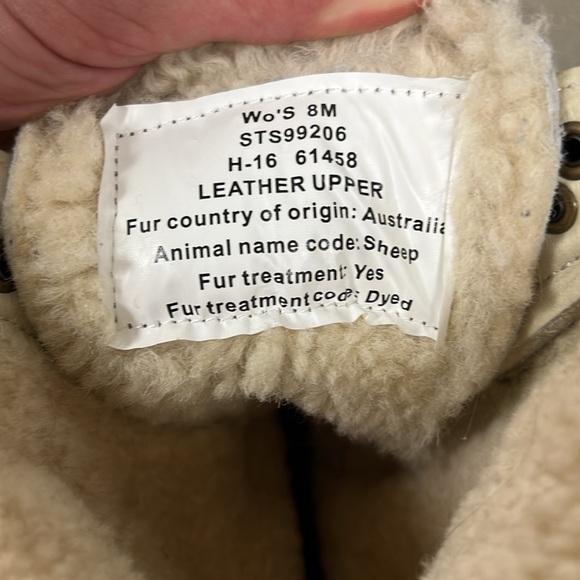 Wo'S 8M
STS99206
H-16 61458
LEATHER UPPER
Fur country of origin: Australia
Animal name code: Sheep
Fur treatment: Yes
Fur treatment code: Dyed